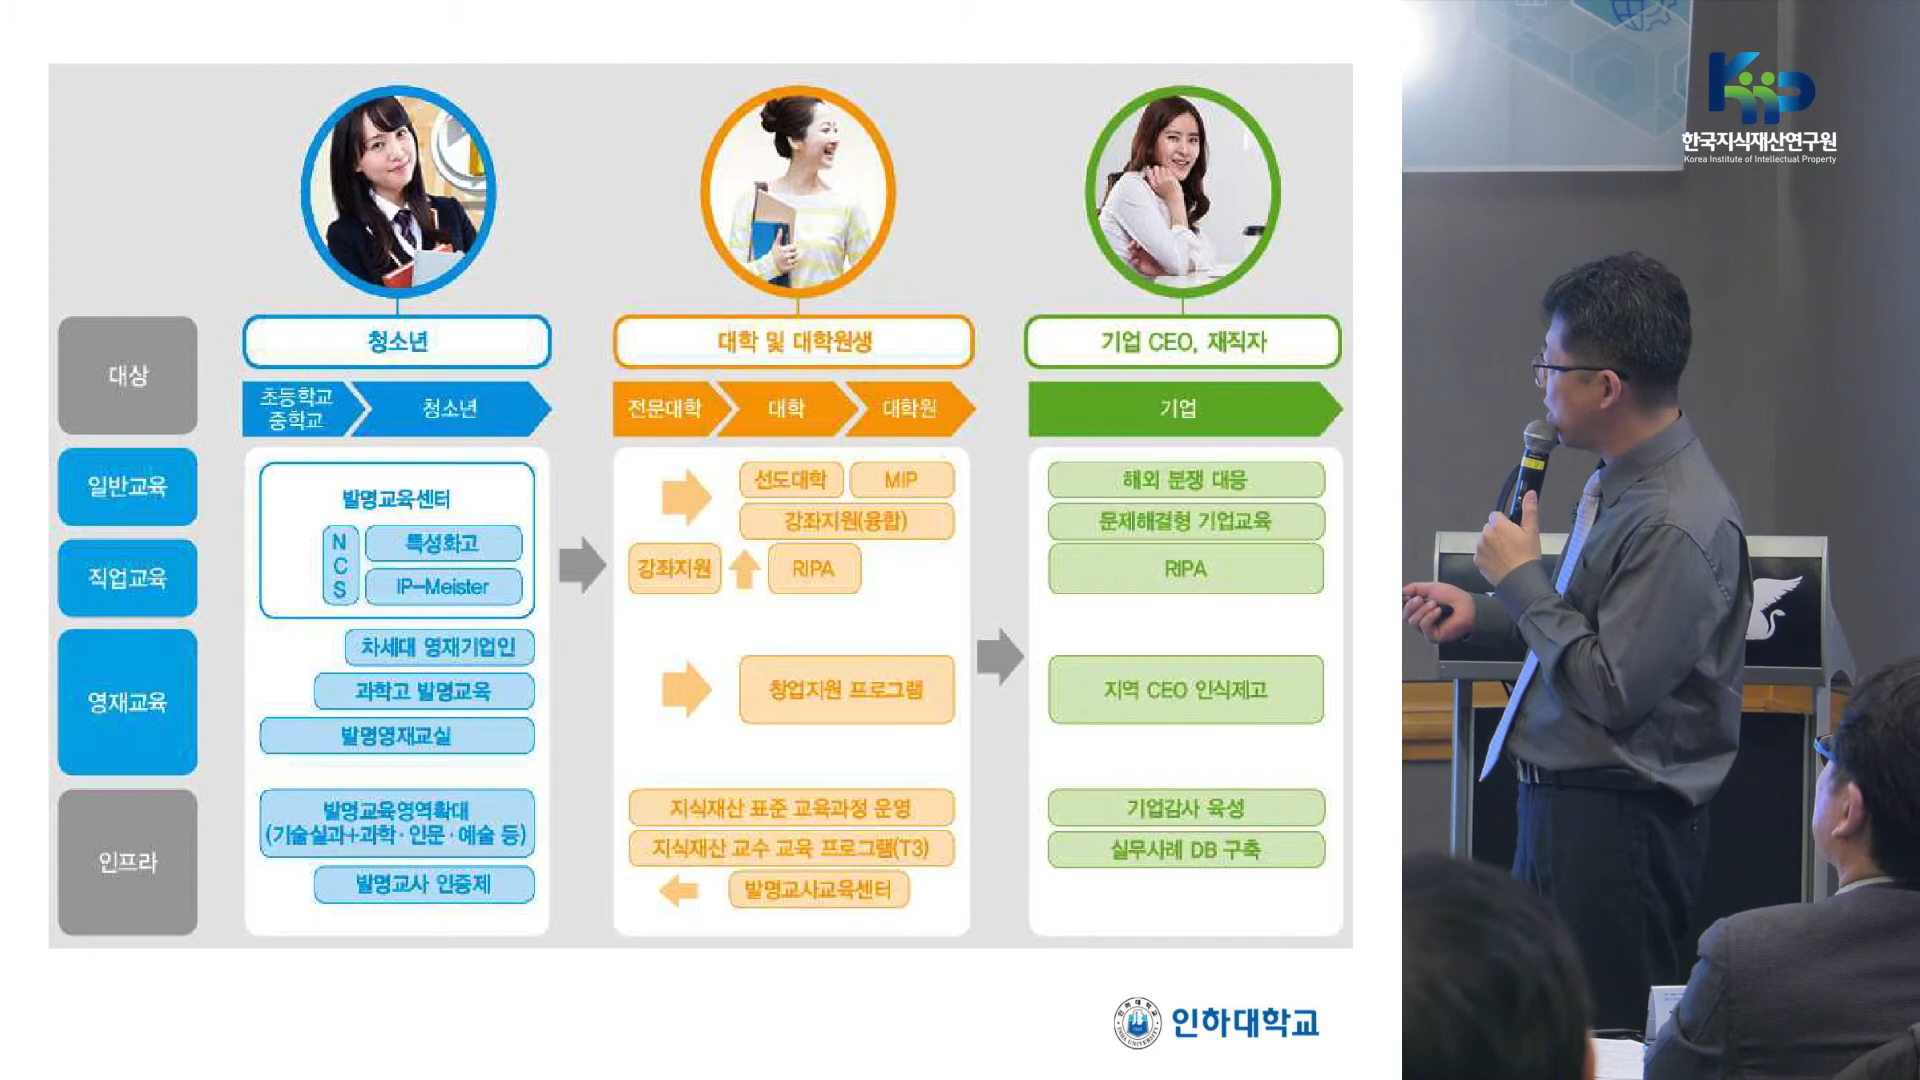 한국지식재산연구원
Korea Institute of Intellectual Property
대상
청소년
대학 및 대학원생
기업 CEO, 재직자
초등학교
중학교
청소년
전문대학
대학
대학원
기업
일반교육
직업교육
영재교육
인프라
발명교육센터
N
C
S
특성화고
IP-Meister
차세대 영재기업인
과학고 발명교육
발명영재교실
발명교육영역확대
(기술실과+과학·인문·예술 등)
발명교사 인증제
선도대학
MIP
강좌지원(융합)
강좌지원
RIPA
창업지원 프로그램
지식재산 표준 교육과정 운영
지식재산 교수 교육 프로그램(T3)
발명교사교육센터
해외 분쟁 대응
문제해결형 기업교육
RIPA
지역 CEO 인식제고
기업감사 육성
실무사례 DB 구축
인하대학교